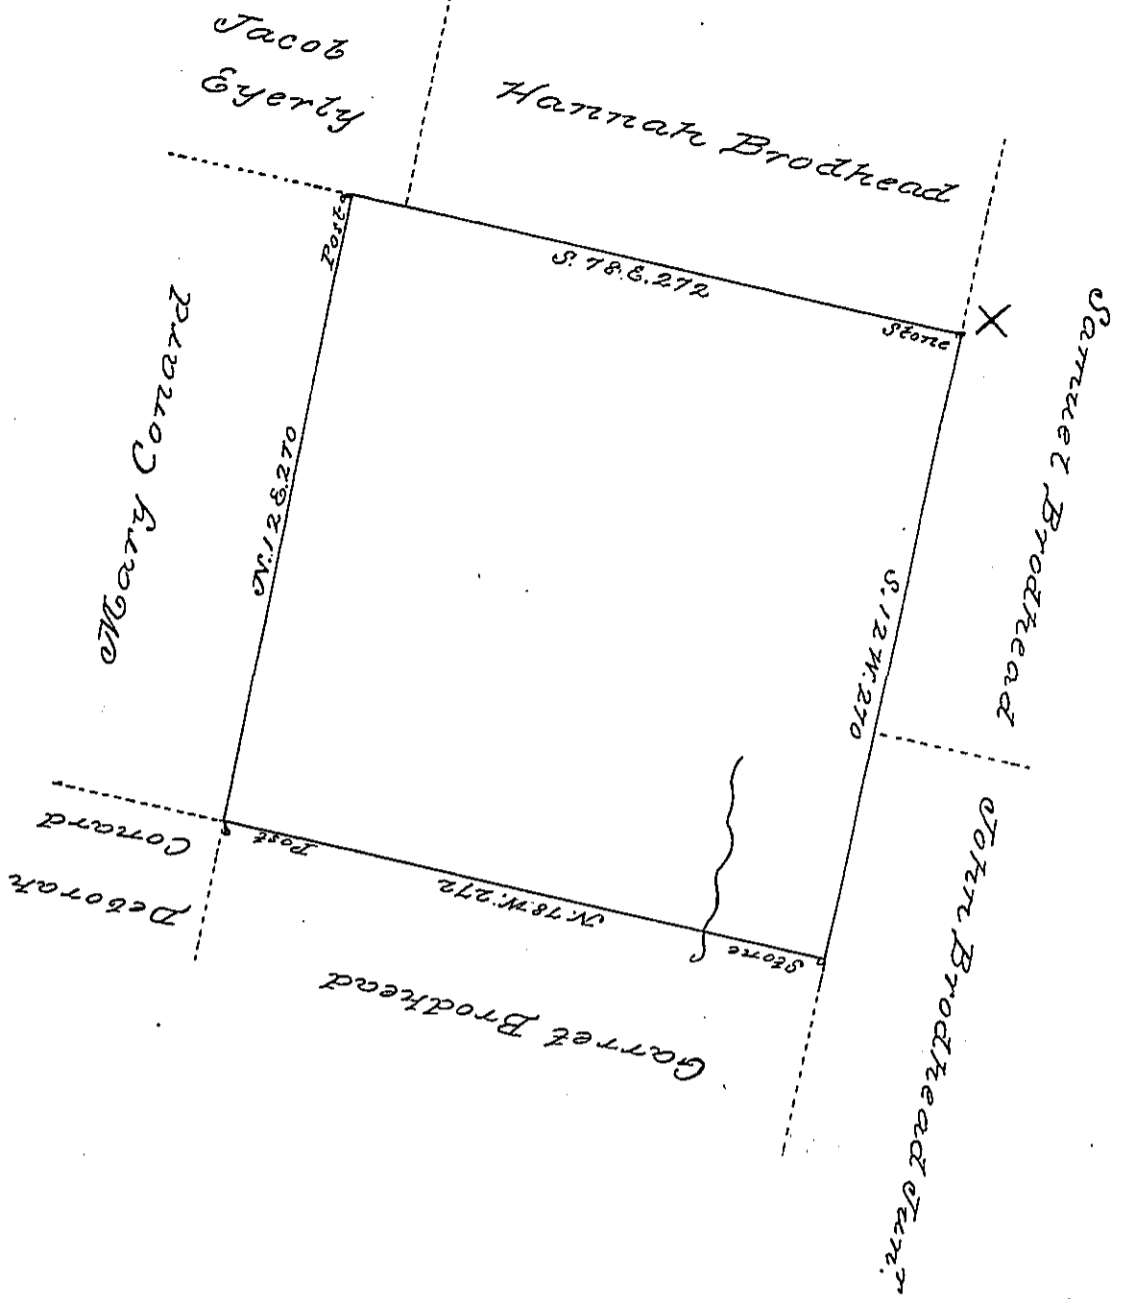 Jacob
Eyerly
Hannah Brodhead
Post
S. 78. E. 272
Stone
X
Samuel Brodhead
Mary Conard
N. 12 E. 270
S. 12 W. 270
John Brodhead Junr.
Post
N. 78. W. 272
Stone
Deborah
Conard
Garret Brodhead